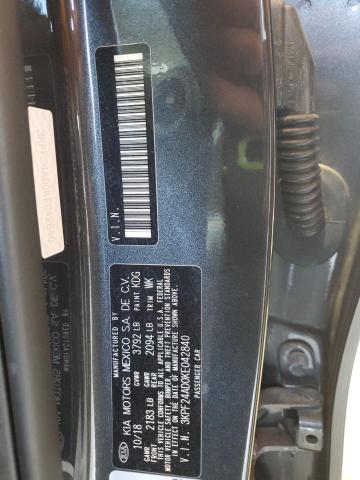 V.I.N.
KIA KIA MOTORS MEXICO S.A. DE C.V.
10/18 GVWR 3792 LB PAINT KDG
GAWR FRONT 2183 LB GAWR REAR 2094 LB TRIM WK
THIS VEHICLE CONFORMS TO ALL APPLICABLE U.S.A. FEDERAL
MOTOR VEHICLE SAFETY, BUMPER, AND THEFT PREVENTION STANDARDS
IN EFFECT ON THE DATE OF MANUFACTURE SHOWN ABOVE.
V.I.N. : 3KPF24AD0KE042840
PASSENGER CAR